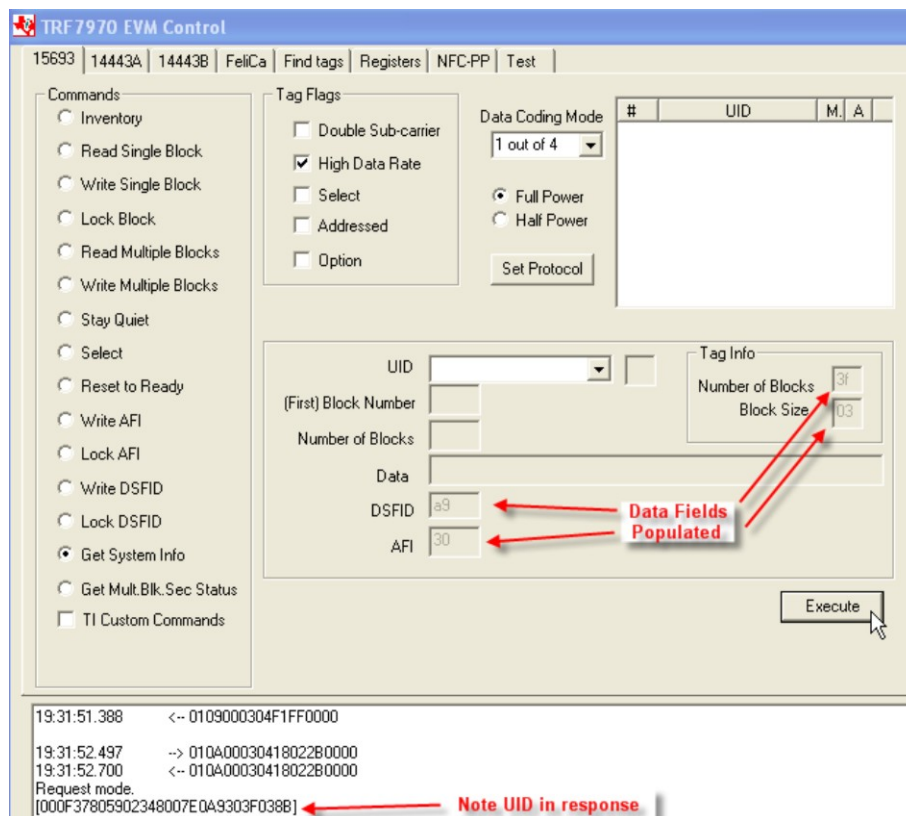 TRF7970 EVM Control
15693 14443A 14443B FeliCa Find tags Registers NFC-PP Test
Commands
Inventory
Read Single Block
Write Single Block
Lock Block
Read Multiple Blocks
Write Multiple Blocks
Stay Quiet
Select
Reset to Ready
Write AFI
Lock AFI
Write DSFID
Lock DSFID
Get System Info
Get Mult.Blk.Sec Status
TI Custom Commands
Tag Flags
Double Sub-carrier
High Data Rate
Select
Addressed
Option
Data Coding Mode
1 out of 4
Full Power
Half Power
Set Protocol
# UID M. A
UID
(First) Block Number
Number of Blocks
Data
DSFID a9
AFI 30
Tag Info
Number of Blocks 3f
Block Size 03
Data Fields
Populated
Execute
19:31:51.388 <-- 0109000304F1FF0000
19:31:52.497 --> 010A00030418022B0000
19:31:52.700 <-- 010A00030418022B0000
Request mode.
[000F37805902348007E0A9303F038B]
Note UID in response